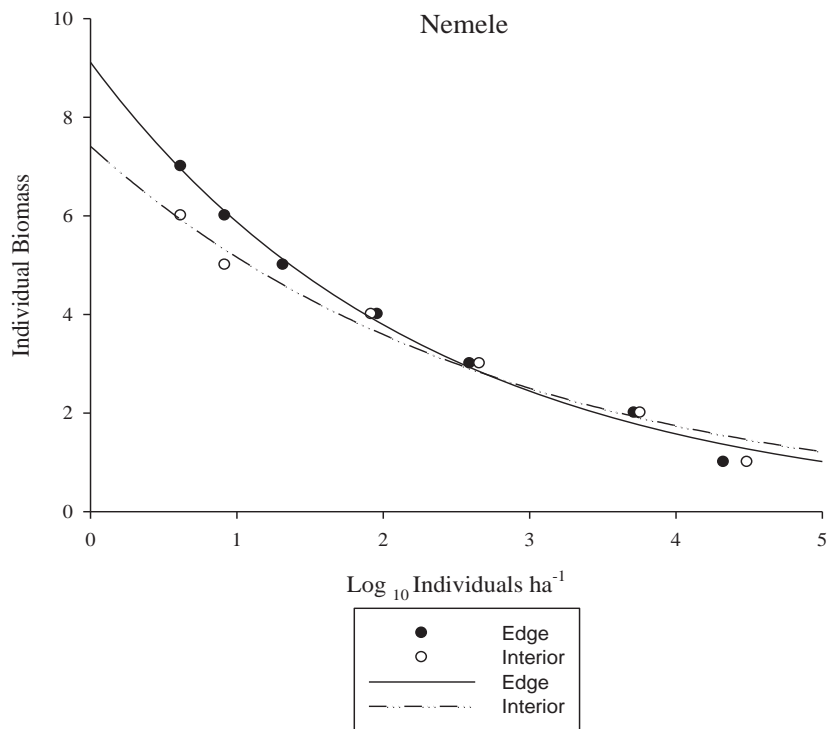 Nemele
10
8
6
4
2
0
Individual Biomass
0 1 2 3 4 5
Log 10 Individuals ha-1
Edge
Interior
Edge
Interior